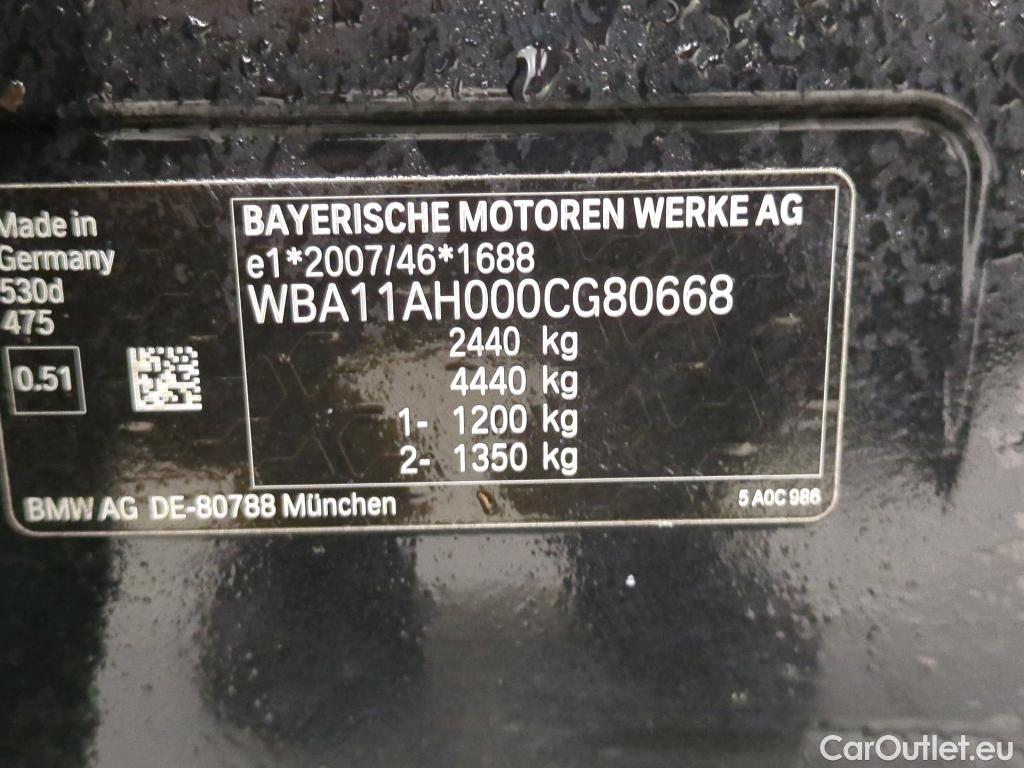 Made in
Germany
530d
475
0.51
BAYERISCHE MOTOREN WERKE AG
e1*2007/46*1688
WBA11AH000CG80668
2440 kg
4440 kg
1- 1200 kg
2- 1350 kg
BMW AG DE-80788 München
5 A0C 986
CarOutlet.eu